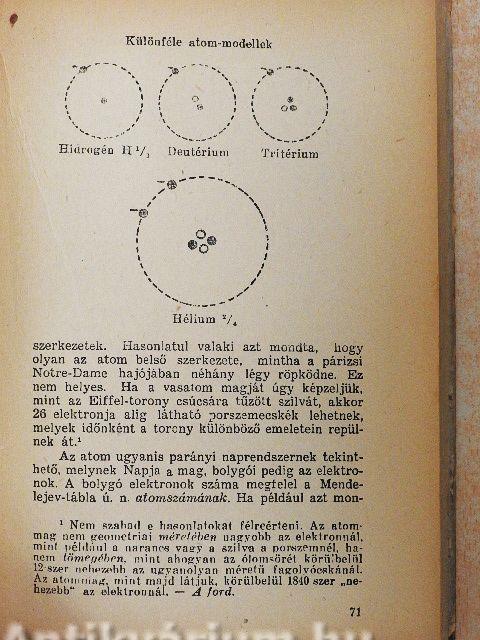 Különféle atom-modellek
Hidrogén H ¹/₁ Deutérium Tritérium
Hélium ²/₄
szerkezetek. Hasonlatul valaki azt mondta, hogy
olyan az atom belső szerkezete, mintha a párizsi
Notre-Dame hajójában néhány légy röpködne. Ez
nem helyes. Ha a vasatom magját úgy képzeljük,
mint az Eiffel-torony csúcsára tűzött szilvát, akkor
26 elektronja alig látható porszemecskék lehetnek,
melyek időnként a torony különböző emeletein repül-
nek át.¹
Az atom ugyanis parányi naprendszernek tekint-
hető, melynek Napja a mag, bolygói pedig az elektro-
nok. A bolygó elektronok száma megfelel a Mende-
lejev-tábla ú. n. atomszámának. Ha például azt mon-
¹ Nem szabad e hasonlatokat félreérteni. Az atom-
mag nem geometriai méretében nagyobb az elektronnál,
mint például a narancs vagy a szilva a porszemnél, ha-
nem tömegében, mint ahogyan az ólomsörét körülbelül
12-szer nehezebb az ugyanolyan méretű fagolyócskánál.
Az atommag, mint majd látjuk, körülbelül 1840 szer „ne-
hezebb" az elektronnál. — A ford.
71
Antikvárium.hu